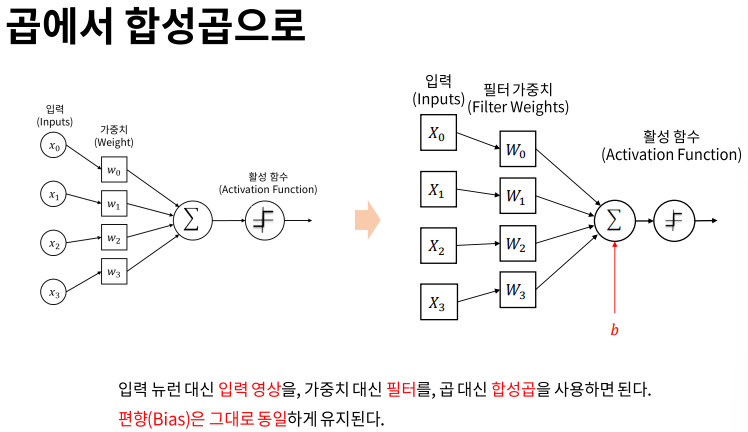 곱에서 합성곱으로
입력
(Inputs)
가중치
(Weight)
x0
x1
x2
x3
w0
w1
w2
w3
∑
활성 함수
(Activation Function)
입력
(Inputs)
필터 가중치
(Filter Weights)
X0
X1
X2
X3
W0
W1
W2
W3
∑
활성 함수
(Activation Function)
b
입력 뉴런 대신 입력 영상을, 가중치 대신 필터를, 곱 대신 합성곱을 사용하면 된다.
편향(Bias)은 그대로 동일하게 유지된다.